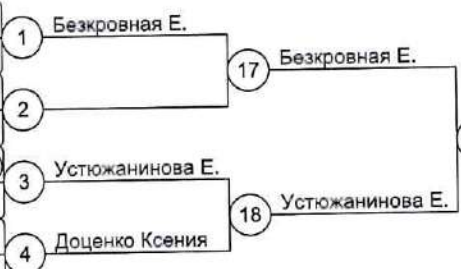 1 Безкровная Е.
17 Безкровная Е.
2
3 Устюжанинова Е.
18 Устюжанинова Е.
4 Доценко Ксения